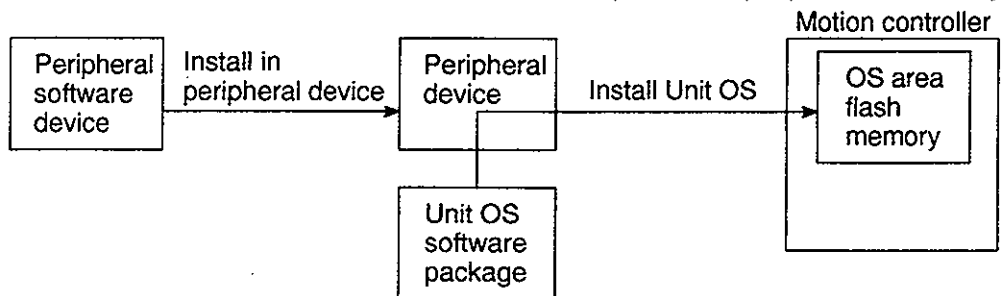 Motion controller
Peripheral
software
device
Install in
peripheral device
Peripheral
device
Install Unit OS
OS area
flash
memory
Unit OS
software
package